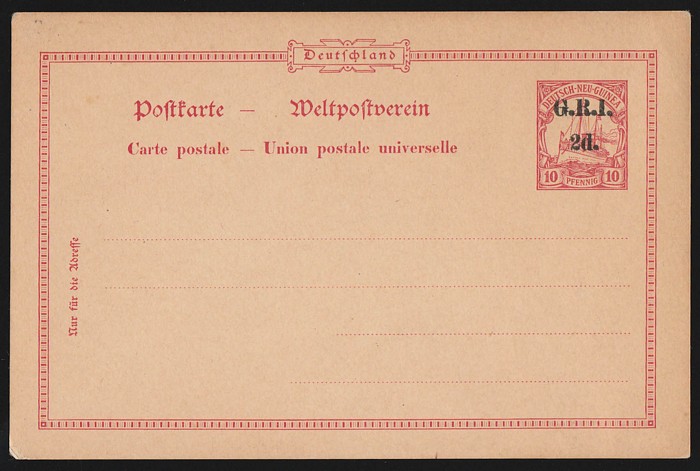 Deutschland
Postkarte — Weltpostverein
Carte postale — Union postale universelle
DEUTSCH-NEU-GUINEA
G.R.I.
2d.
10 PFENNIG 10
Nur für die Adresse